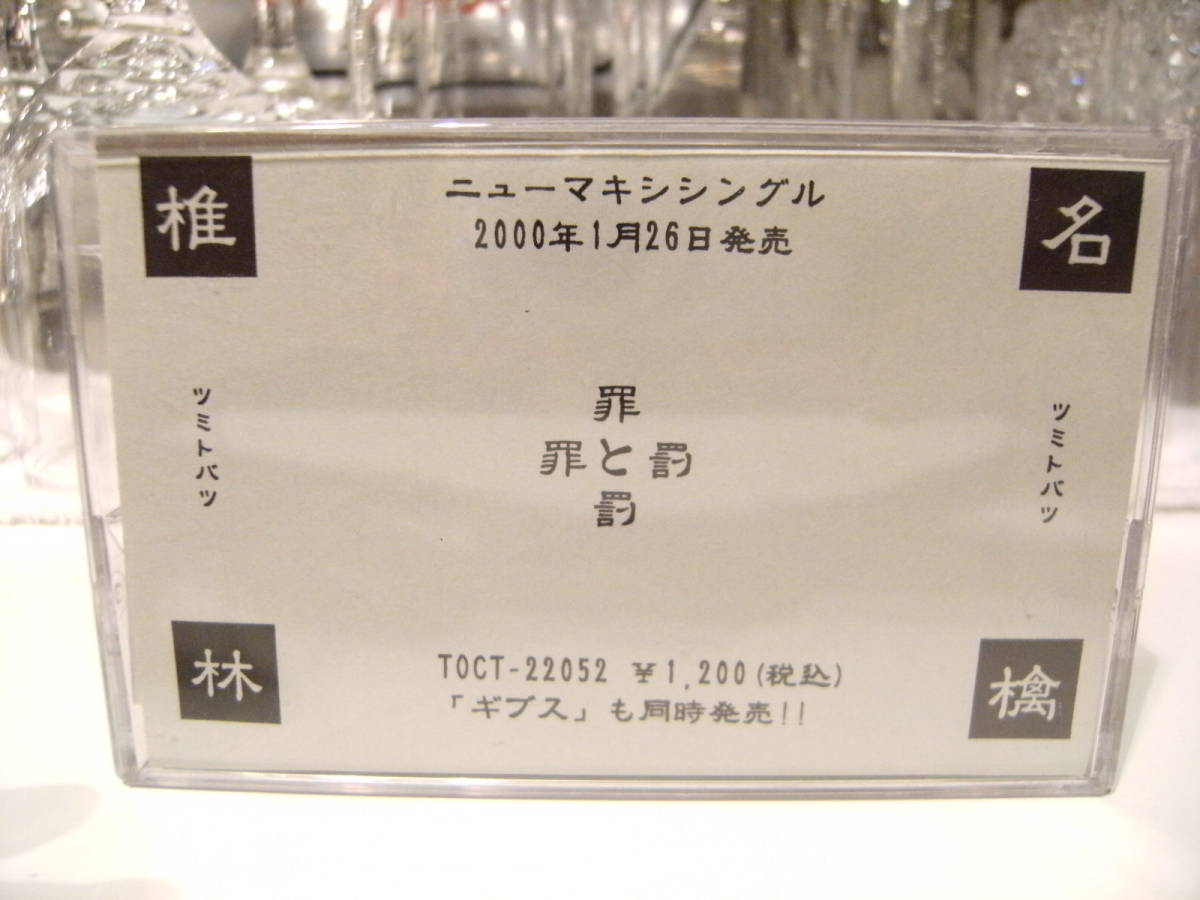 椎
名
ニューマキシシングル
2000年1月26日発売
ツミトバツ
罪
罪と罰
罰
ツミトバツ
林
檎
TOCT-22052 ¥1,200(税込)
「ギブス」も同時発売!!